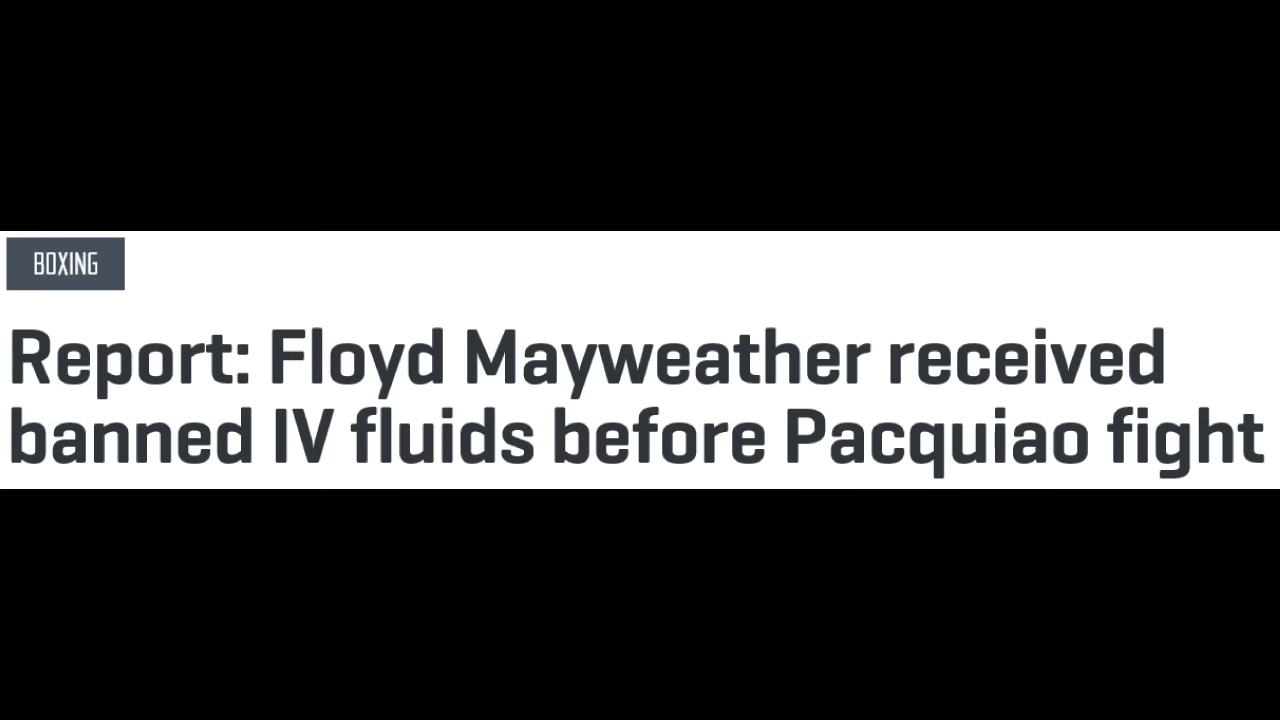 BOXING
Report: Floyd Mayweather received
banned IV fluids before Pacquiao fight